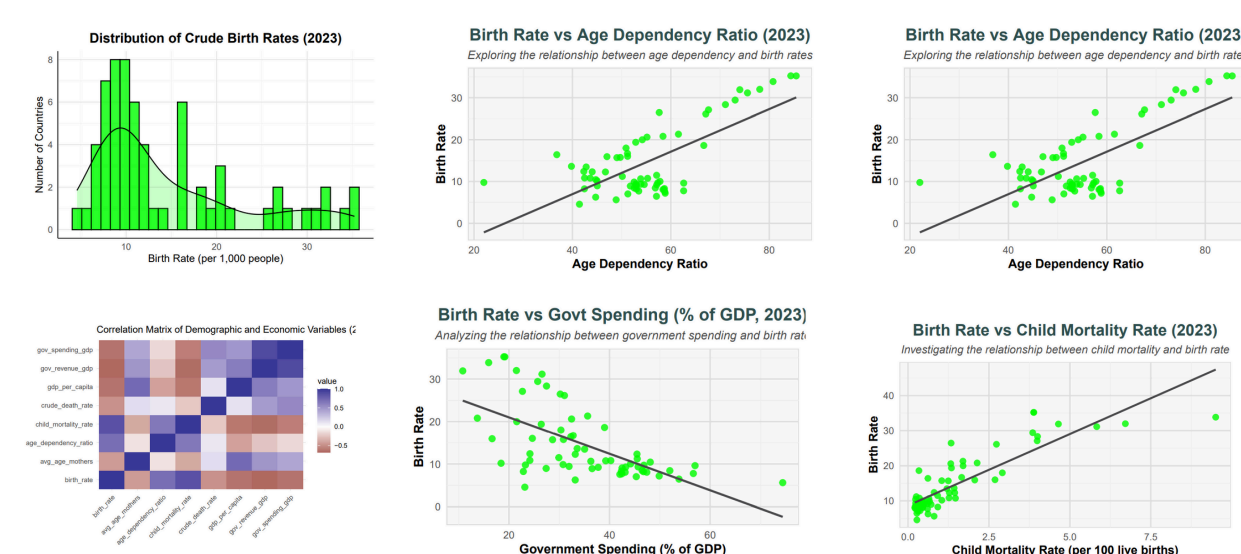 Distribution of Crude Birth Rates (2023)
Number of Countries
8
6
4
2
0
10 20 30
Birth Rate (per 1,000 people)
Birth Rate vs Age Dependency Ratio (2023)
Exploring the relationship between age dependency and birth rates
Birth Rate
30
20
10
0
20 40 60 80
Age Dependency Ratio
Birth Rate vs Age Dependency Ratio (2023
Exploring the relationship between age dependency and birth rate
Birth Rate
30
20
10
0
20 40 60 80
Age Dependency Ratio
Correlation Matrix of Demographic and Economic Variables (2
gov_spending_gdp
gov_revenue_gdp
gdp_per_capita
crude_death_rate
child_mortality_rate
age_dependency_ratio
avg_age_mothers
birth_rate
birth_rate
avg_age_mothers
age_dependency_ratio
child_mortality_rate
crude_death_rate
gdp_per_capita
gov_revenue_gdp
gov_spending_gdp
value
1.0
0.5
0.0
−0.5
Birth Rate vs Govt Spending (% of GDP, 2023)
Analyzing the relationship between government spending and birth rate
Birth Rate
30
20
10
0
20 40 60
Government Spending (% of GDP)
Birth Rate vs Child Mortality Rate (2023)
Investigating the relationship between child mortality and birth rate
Birth Rate
40
30
20
10
0.0 2.5 5.0 7.5
Child Mortality Rate (per 100 live births)